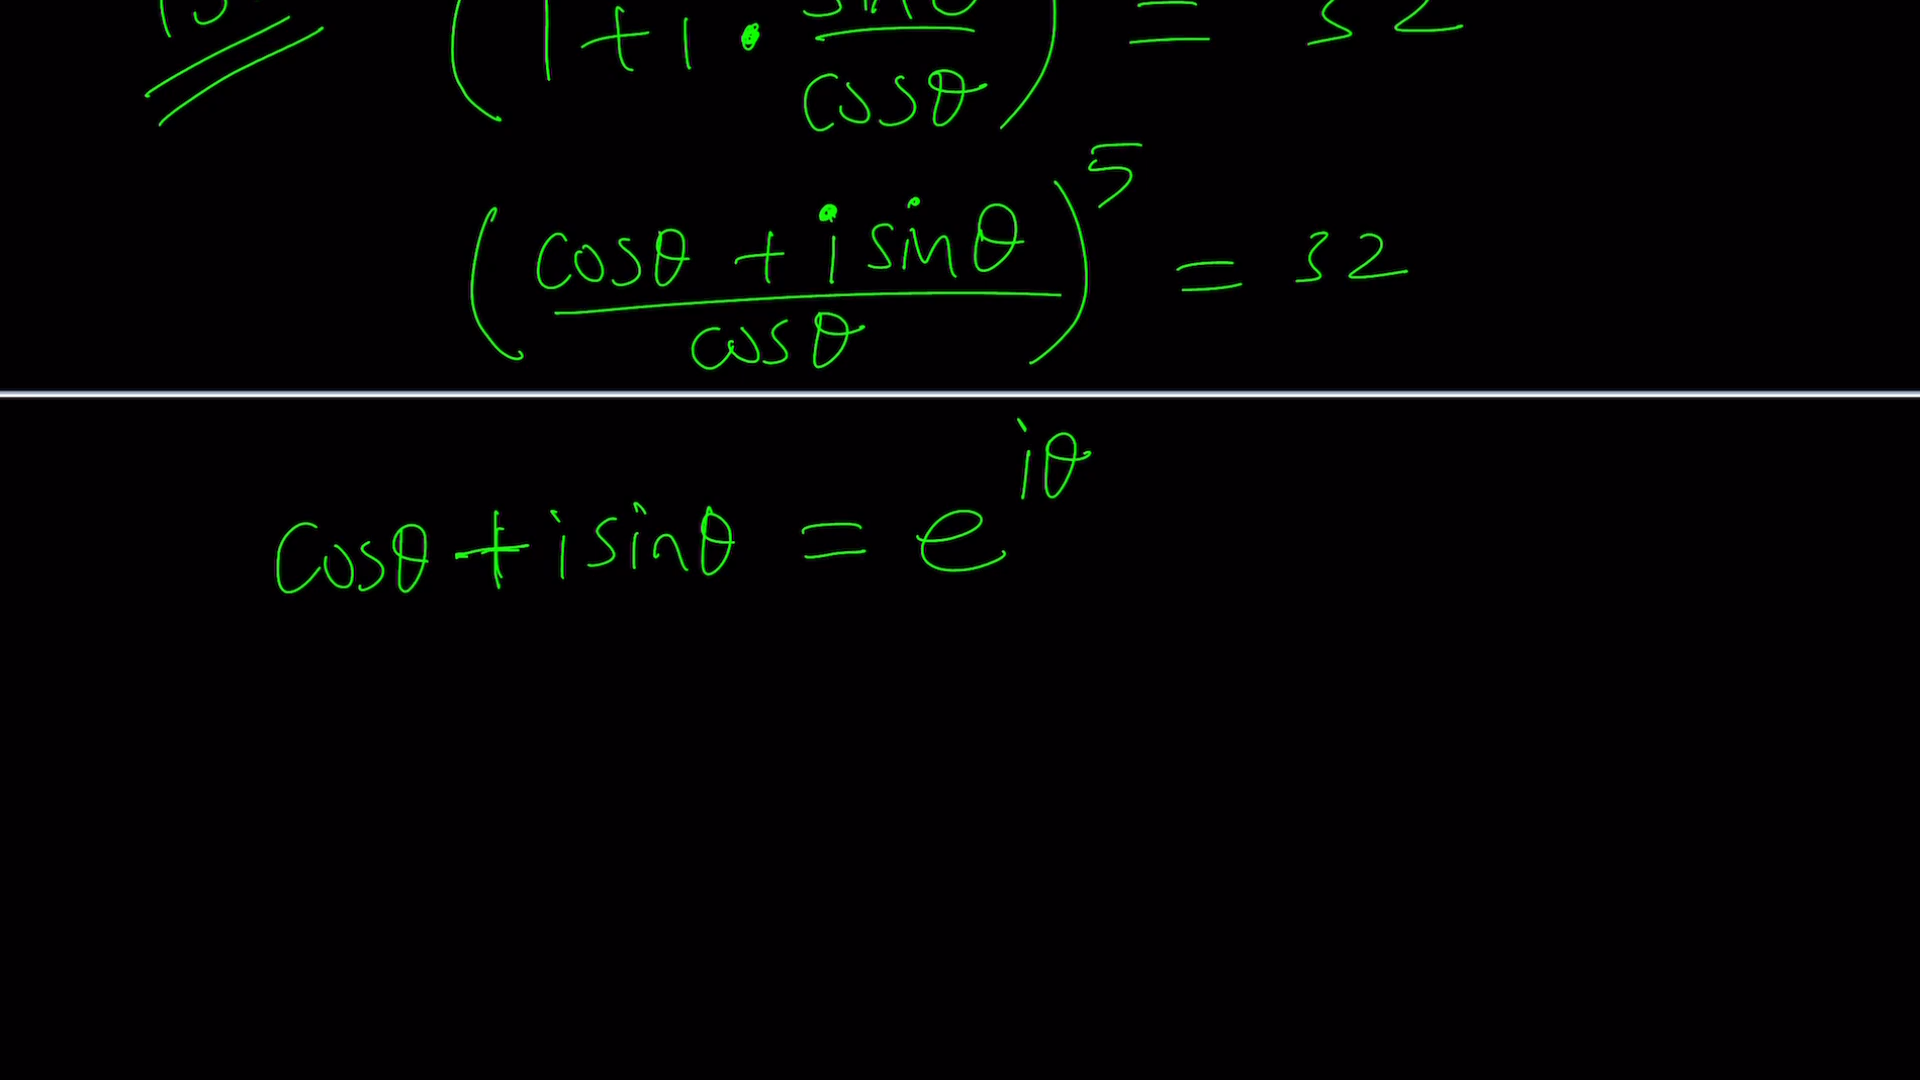 (1 + i · sinθ/cosθ) = 32
((cosθ + i sinθ)/cosθ)^5 = 32
cosθ + i sinθ = e^(iθ)